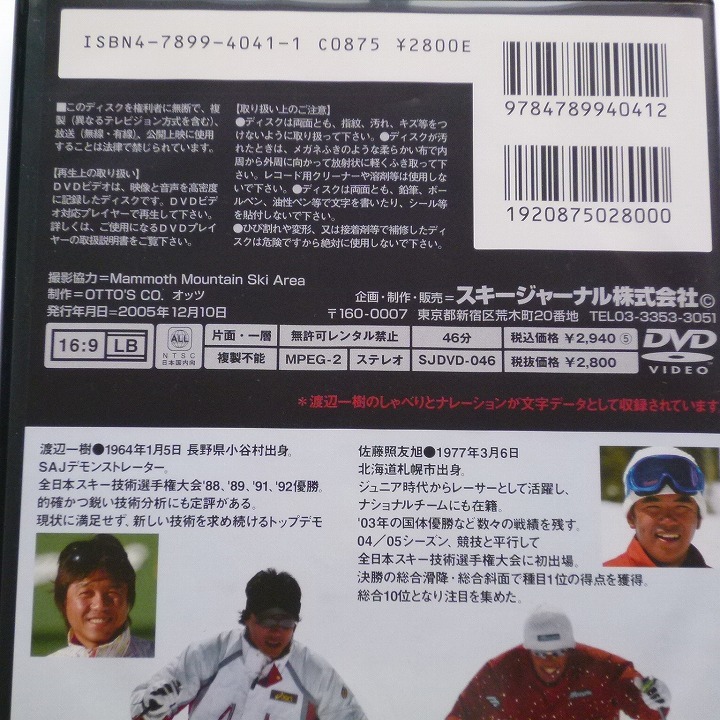 ISBN4-7899-4041-1 C0875 ¥2800E
9784789940412
1920875028000
■このディスクを権利者に無断で、複
製(異なるテレビジョン方式を含む)、
放送(無線・有線)、公開上映に使用
することは法律で禁じられています。
【再生上の取り扱い】
DVDビデオは、映像と音声を高密度
に記録したディスクです。DVDビデ
オ対応プレイヤーで再生して下さい。
詳しくは、ご使用になるDVDプレイ
ヤーの取扱説明書をご覧下さい。
【取り扱い上のご注意】
●ディスクは両面とも、指紋、汚れ、キズ等をつ
けないように取り扱って下さい。●ディスクが汚
れたときは、メガネふきのような柔らかい布で内
周から外周に向かって放射状に軽くふき取って下
さい。レコード用クリーナーや溶剤等は使用しな
いで下さい。●ディスクは両面とも、鉛筆、ボー
ルペン、油性ペン等で文字を書いたり、シール等
を貼付しないで下さい。
●ひび割れや変形、又は接着剤等で補修したディ
スクは危険ですから絶対に使用しないで下さい。
撮影協力=Mammoth Mountain Ski Area
制作=OTTO'S CO. オッツ
発行年月日=2005年12月10日
企画・制作・販売=スキージャーナル株式会社©
〒160-0007 東京都新宿区荒木町20番地 TEL03-3353-3051
16:9 LB
ALL
NTSC
日本国内向
片面・一層 無許可レンタル禁止 46分 税込価格 ¥2,940 ⑤
複製不能 MPEG-2 ステレオ SJDVD-046 税抜価格 ¥2,800
DVD
VIDEO
*渡辺一樹のしゃべりとナレーションが文字データとして収録されています
渡辺一樹●1964年1月5日 長野県小谷村出身。
SAJデモンストレーター。
全日本スキー技術選手権大会'88、'89、'91、'92優勝。
的確かつ鋭い技術分析にも定評がある。
現状に満足せず、新しい技術を求め続けるトップデモ
佐藤照友旭●1977年3月6日
北海道札幌市出身。
ジュニア時代からレーサーとして活躍し、
ナショナルチームにも在籍。
'03年の国体優勝など数々の戦績を残す。
04/05シーズン、競技と平行して
全日本スキー技術選手権大会に初出場。
決勝の総合滑降・総合斜面で種目1位の得点を獲得。
総合10位となり注目を集めた。